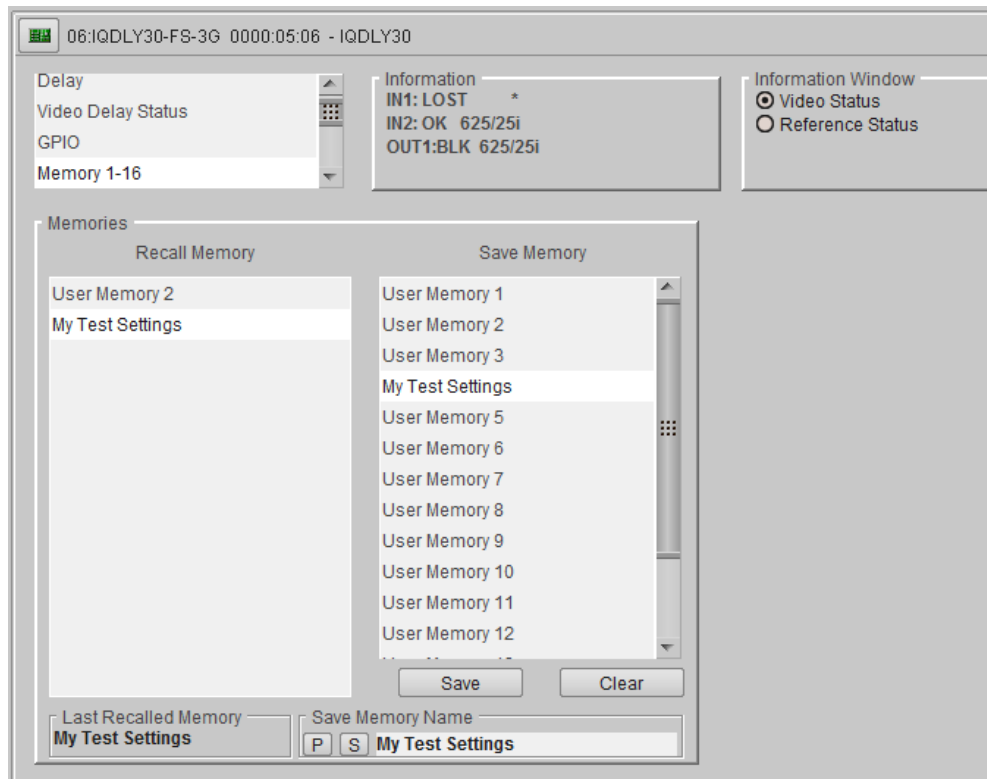 06:IQDLY30-FS-3G 0000:05:06 - IQDLY30
Delay
Video Delay Status
GPIO
Memory 1-16
Information
IN1: LOST *
IN2: OK 625/25i
OUT1:BLK 625/25i
Information Window
Video Status
Reference Status
Memories
Recall Memory
User Memory 2
My Test Settings
Save Memory
User Memory 1
User Memory 2
User Memory 3
My Test Settings
User Memory 5
User Memory 6
User Memory 7
User Memory 8
User Memory 9
User Memory 10
User Memory 11
User Memory 12
Save Clear
Last Recalled Memory
My Test Settings
Save Memory Name
P S My Test Settings